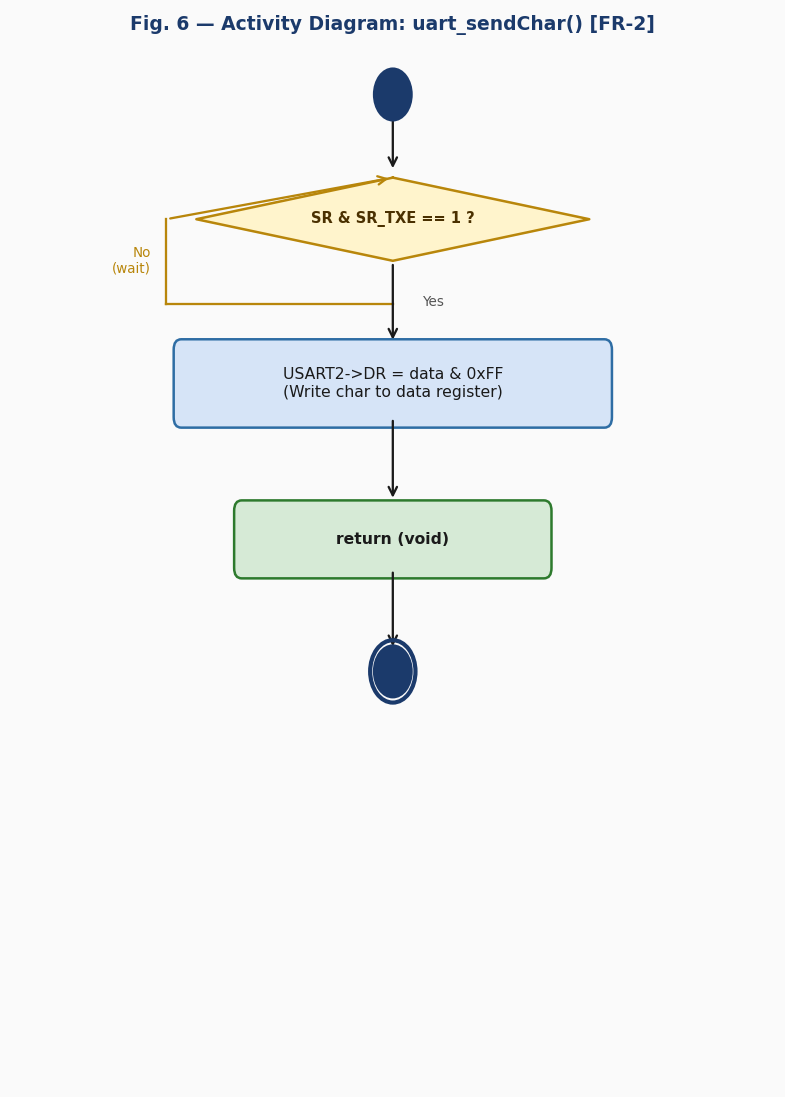 Fig. 6 — Activity Diagram: uart_sendChar() [FR-2]
SR & SR_TXE == 1 ?
No
(wait)
Yes
USART2->DR = data & 0xFF
(Write char to data register)
return (void)